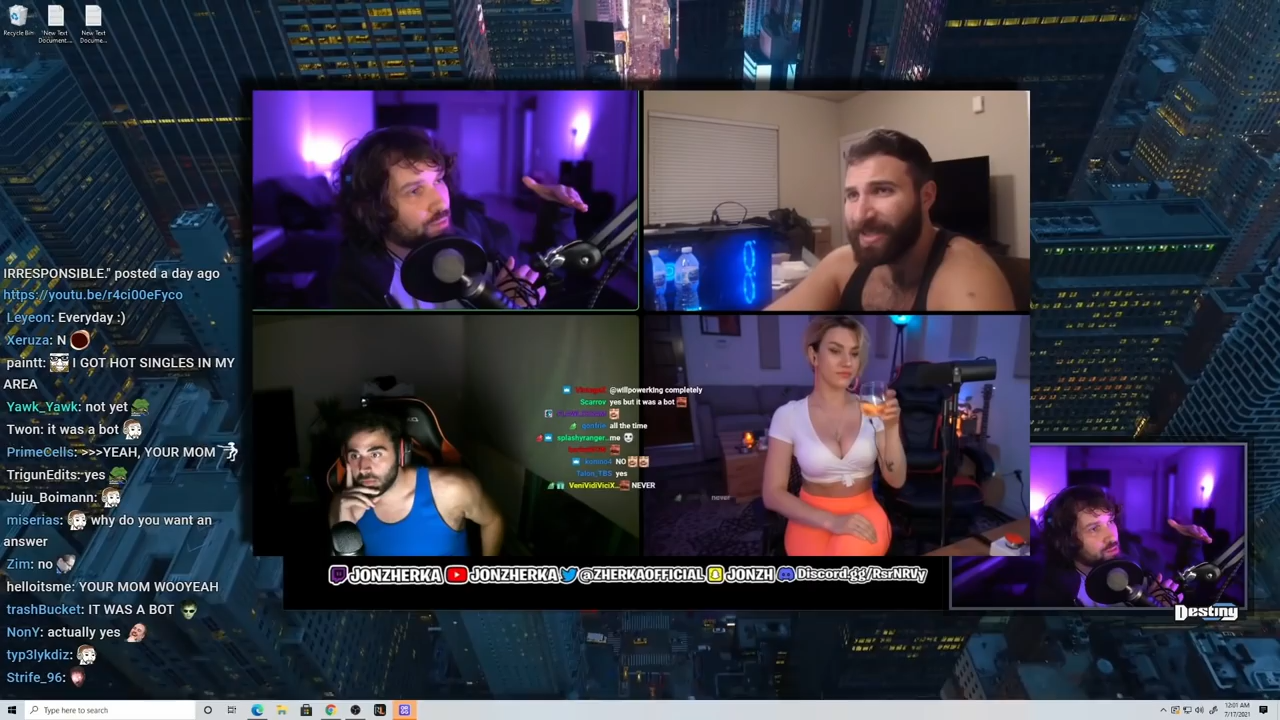 Recycle Bin
New Text
Docume...
New Text
Docume...
IRRESPONSIBLE." posted a day ago
https://youtu.be/r4ci00eFyco
Leyeon: Everyday :)
Xeruza: N
paintt: I GOT HOT SINGLES IN MY
AREA
Yawk_Yawk: not yet
Twon: it was a bot
PrimeCells: >>>YEAH, YOUR MOM
TrigunEdits: yes
Juju_Boimann:
miserias: why do you want an
answer
Zim: no
helloitsme: YOUR MOM WOOYEAH
trashBucket: IT WAS A BOT
NonY: actually yes
typ3lykdiz:
Strife_96:
@willpowerking completely
Scarrov yes but it was a bot
all the time
splashyranger... me
NO
Talon_TBS yes
VeniVidiViciX... NEVER
never
JONZHERKA JONZHERKA @ZHERKAOFFICIAL JONZH Discord.gg/RsrNRVy
Destiny
Type here to search
12:01 AM
7/17/2021